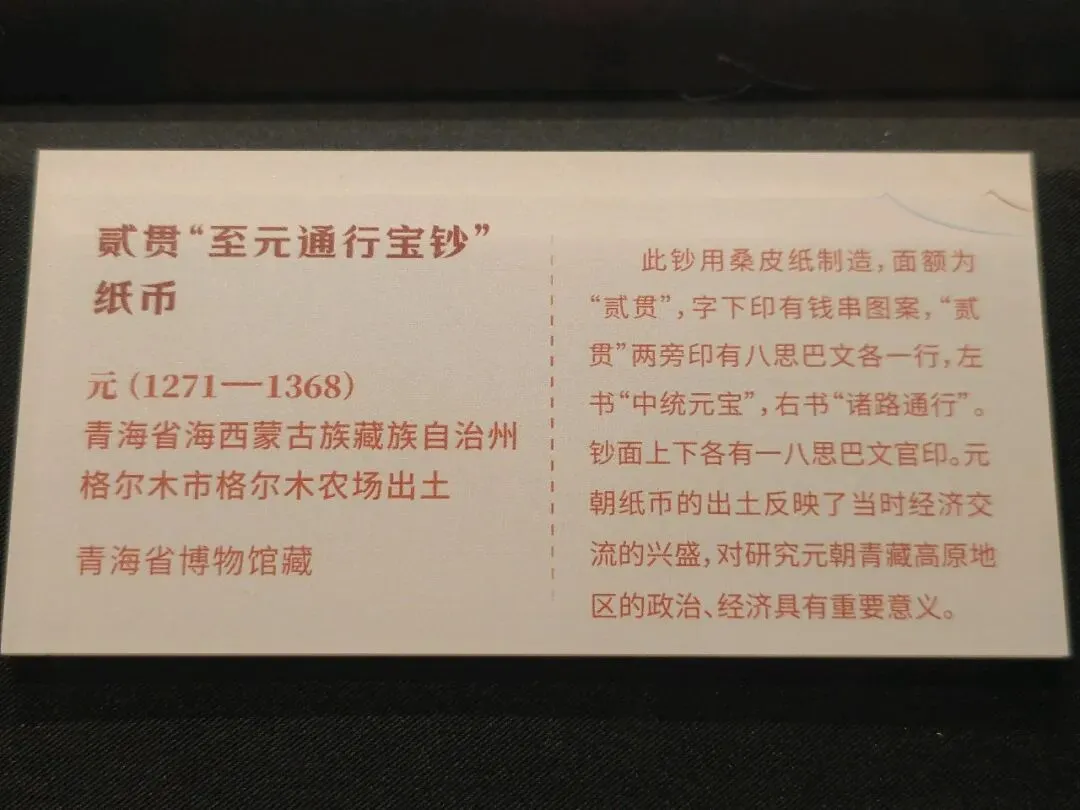 贰贯“至元通行宝钞”
纸币
元（1271—1368）
青海省海西蒙古族藏族自治州
格尔木市格尔木农场出土
青海省博物馆藏
此钞用桑皮纸制造，面额为
“贰贯”，字下印有钱串图案，“贰
贯”两旁印有八思巴文各一行，左
书“中统元宝”，右书“诸路通行”。
钞面上下各有一八思巴文官印。元
朝纸币的出土反映了当时经济交
流的兴盛，对研究元朝青藏高原地
区的政治、经济具有重要意义。